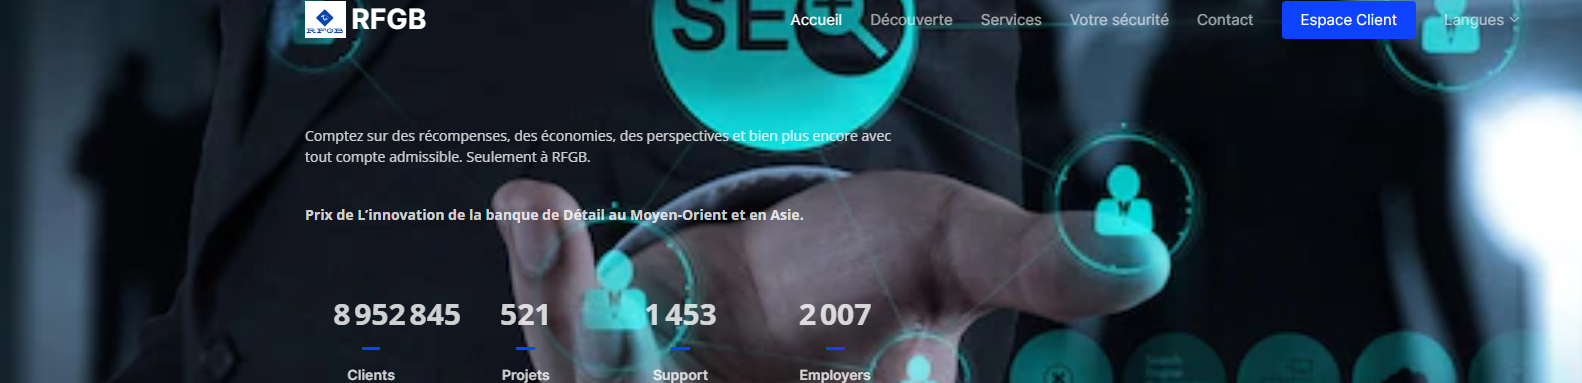 RFGB
RFGB
Accueil
Découverte
Services
Votre sécurité
Contact
Espace Client
Langues
SE
Comptez sur des récompenses, des économies, des perspectives et bien plus encore avec
tout compte admissible. Seulement à RFGB.
Prix de L’innovation de la banque de Détail au Moyen-Orient et en Asie.
8 952 845
521
1 453
2 007
Clients
Projets
Support
Employers